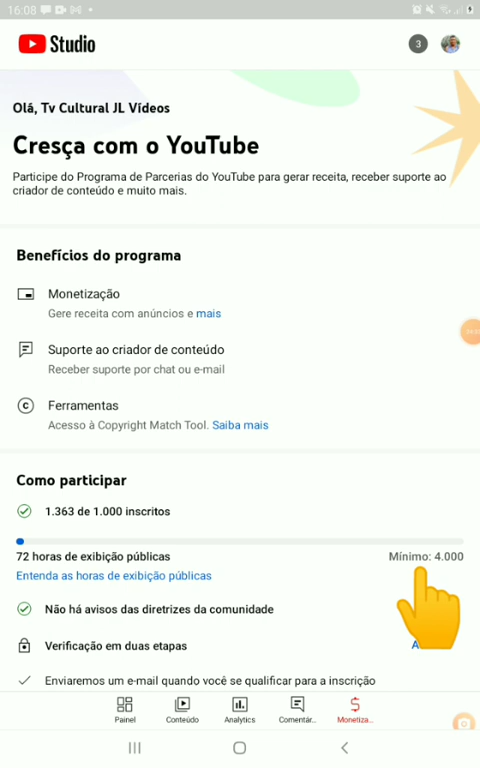 16:08
Studio
3
Olá, Tv Cultural JL Vídeos
Cresça com o YouTube
Participe do Programa de Parcerias do YouTube para gerar receita, receber suporte ao
criador de conteúdo e muito mais.
Benefícios do programa
Monetização
Gere receita com anúncios e mais
Suporte ao criador de conteúdo
Receber suporte por chat ou e-mail
Ferramentas
Acesso à Copyright Match Tool. Saiba mais
Como participar
1.363 de 1.000 inscritos
72 horas de exibição públicas
Mínimo: 4.000
Entenda as horas de exibição públicas
Não há avisos das diretrizes da comunidade
Verificação em duas etapas
Enviaremos um e-mail quando você se qualificar para a inscrição
Painel
Conteúdo
Analytics
Comentár...
Monetiza...